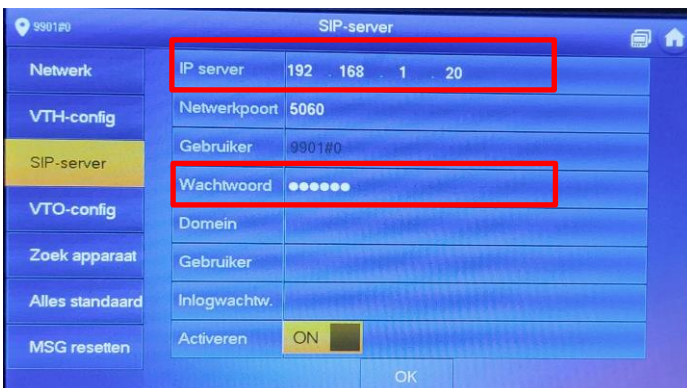 9901#0
SIP-server
Netwerk
VTH-config
SIP-server
VTO-config
Zoek apparaat
Alles standaard
MSG resetten
IP server 192 . 168 . 1 . 20
Netwerkpoort 5060
Gebruiker 9901#0
Wachtwoord ●●●●●●
Domein
Gebruiker
Inlogwachtw.
Activeren ON
OK